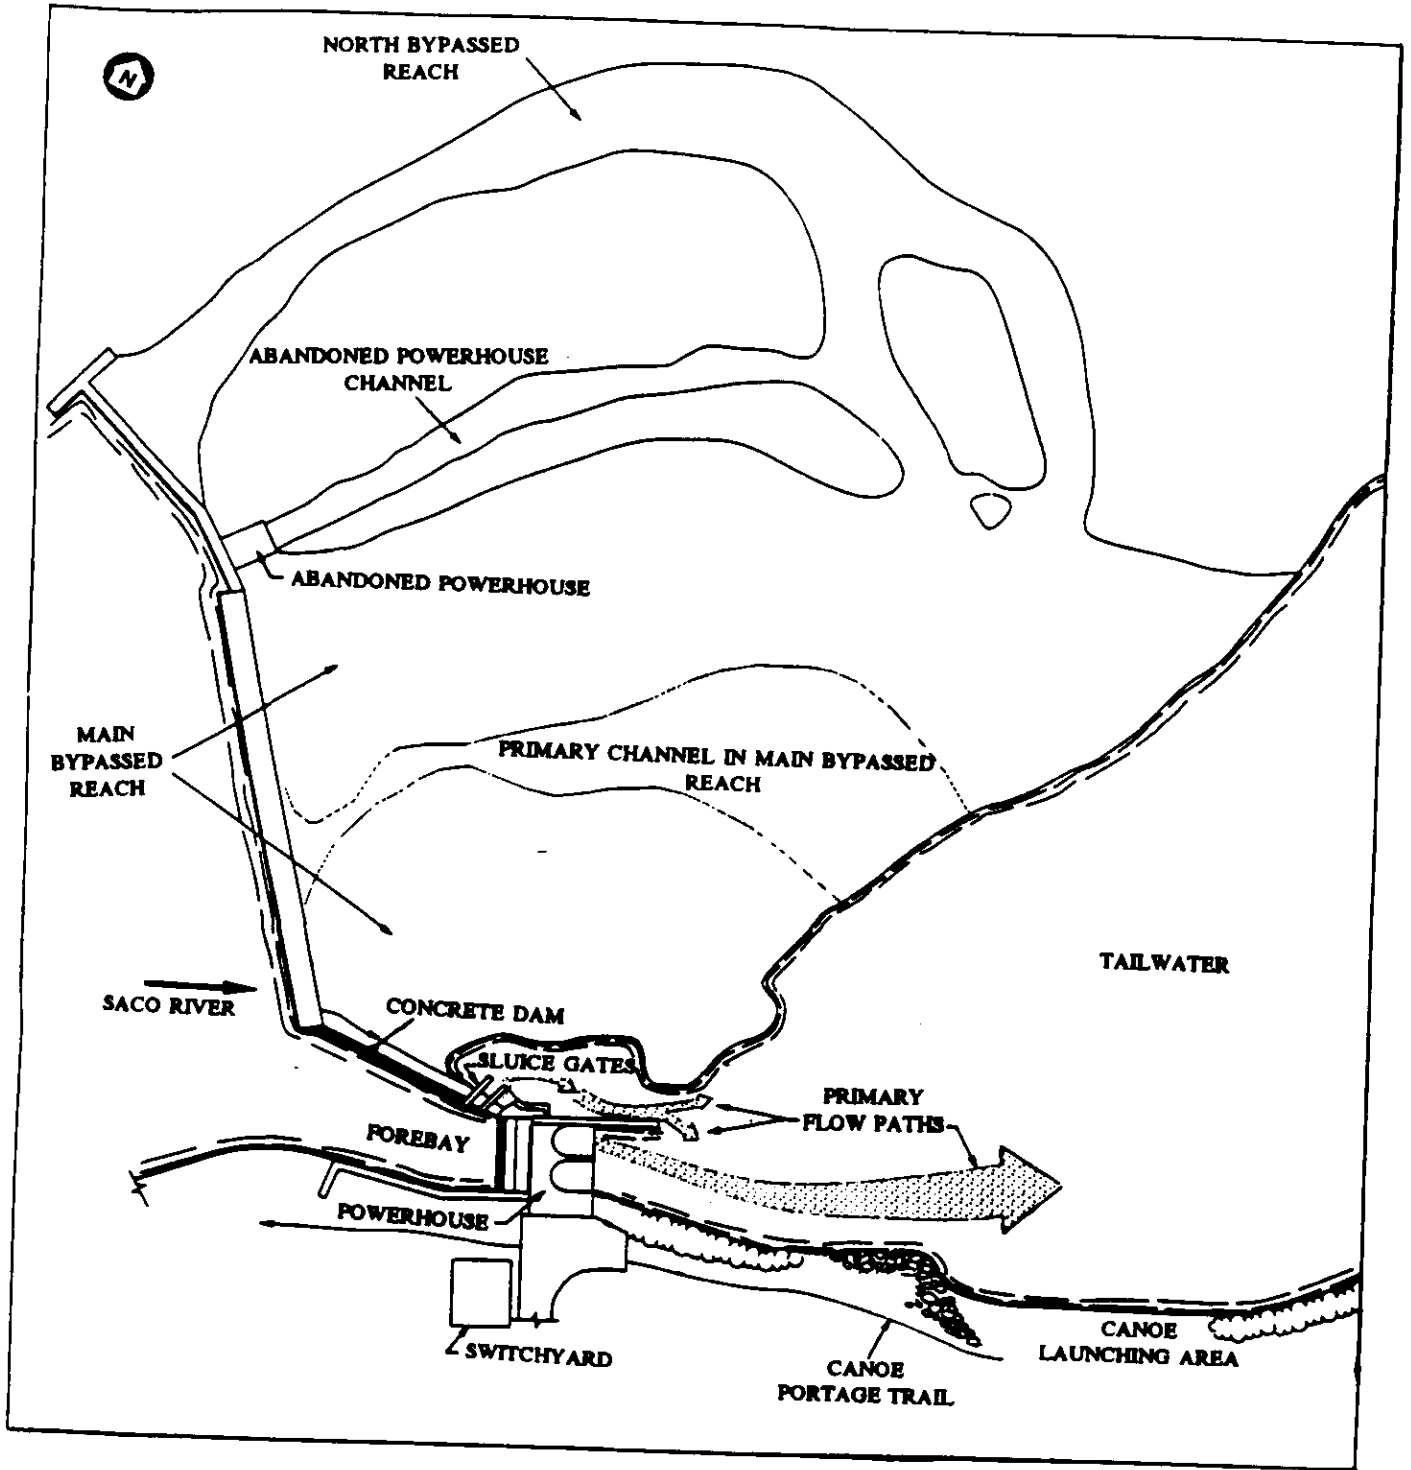 NORTH BYPASSED
REACH
N
ABANDONED POWERHOUSE
CHANNEL
ABANDONED POWERHOUSE
MAIN
BYPASSED
REACH
PRIMARY CHANNEL IN MAIN BYPASSED
REACH
TAILWATER
SACO RIVER
CONCRETE DAM
SLUICE GATES
PRIMARY
FLOW PATHS
FOREBAY
POWERHOUSE
SWITCHYARD
CANOE
LAUNCHING AREA
CANOE
PORTAGE TRAIL